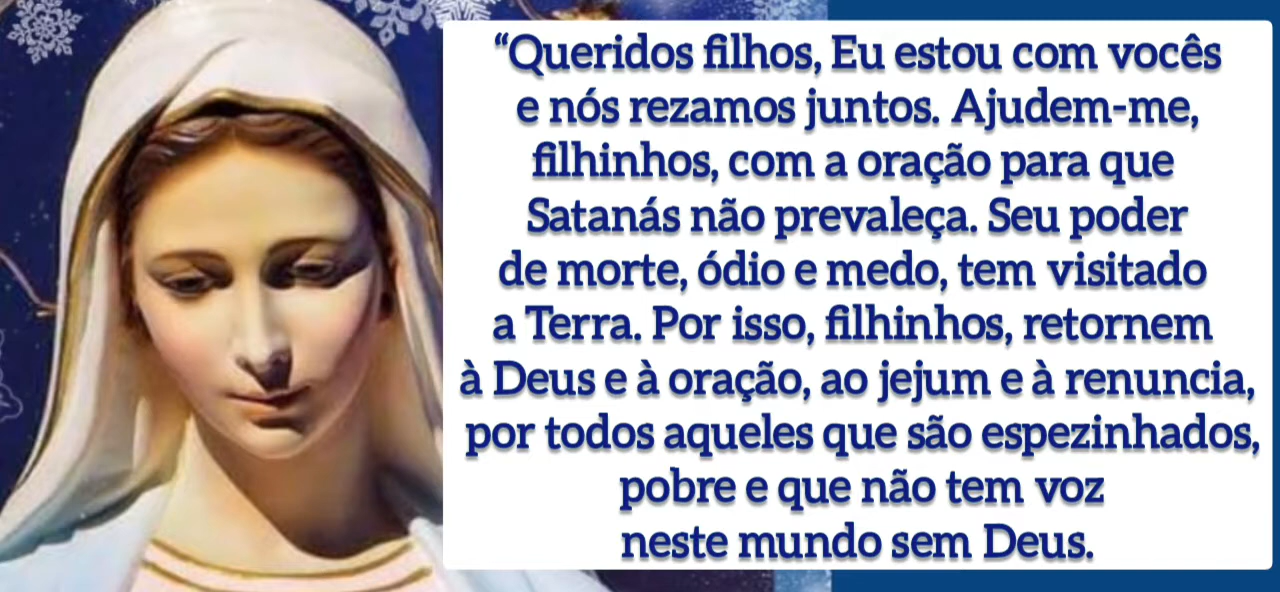 “Queridos filhos, Eu estou com vocês
e nós rezamos juntos. Ajudem-me,
filhinhos, com a oração para que
Satanás não prevaleça. Seu poder
de morte, ódio e medo, tem visitado
a Terra. Por isso, filhinhos, retornem
à Deus e à oração, ao jejum e à renuncia,
por todos aqueles que são espezinhados,
pobre e que não tem voz
neste mundo sem Deus.